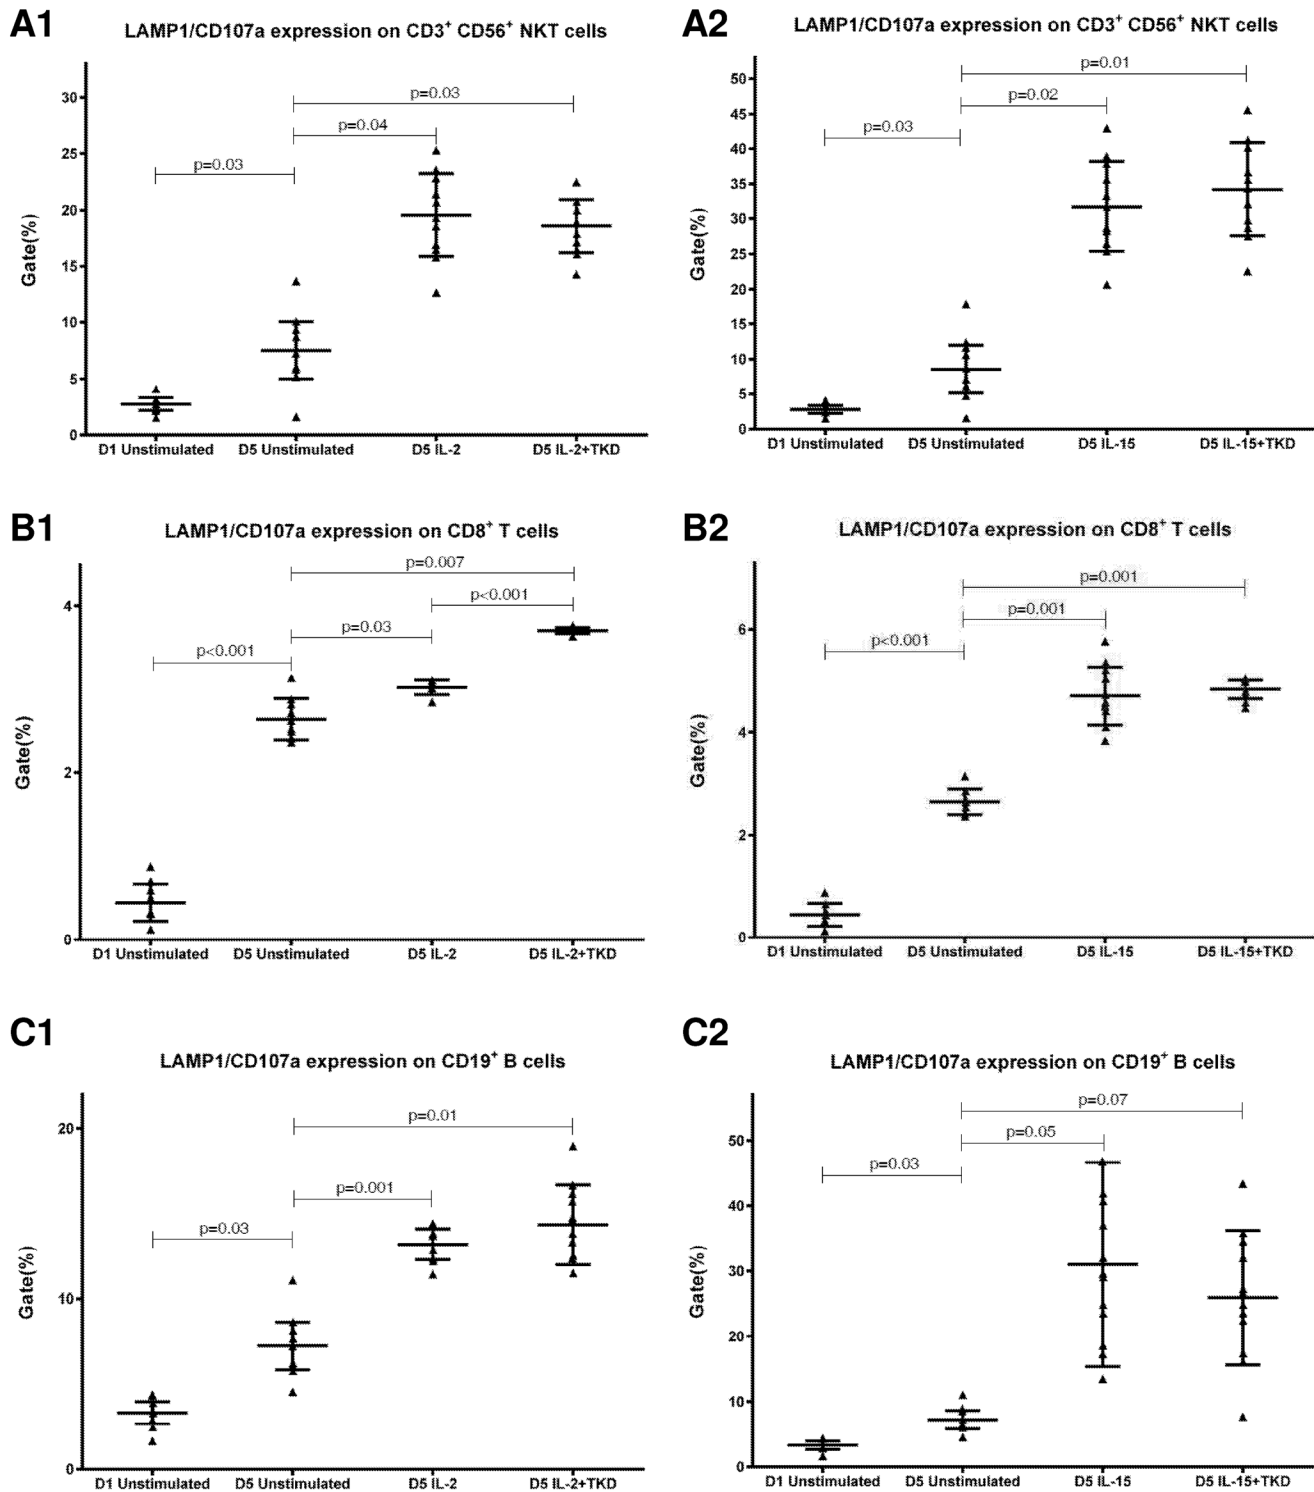 A1
LAMP1/CD107a expression on CD3⁺ CD56⁺ NKT cells
p=0.03
p=0.04
p=0.03
Gate(%)
30
25
20
15
10
5
0
D1 Unstimulated D5 Unstimulated D5 IL-2 D5 IL-2+TKD
A2
LAMP1/CD107a expression on CD3⁺ CD56⁺ NKT cells
p=0.01
p=0.02
p=0.03
Gate(%)
50
45
40
35
30
25
20
15
10
5
0
D1 Unstimulated D5 Unstimulated D5 IL-15 D5 IL-15+TKD
B1
LAMP1/CD107a expression on CD8⁺ T cells
p=0.007
p<0.001
p=0.03
p<0.001
Gate(%)
4
2
0
D1 Unstimulated D5 Unstimulated D5 IL-2 D5 IL-2+TKD
B2
LAMP1/CD107a expression on CD8⁺ T cells
p=0.001
p=0.001
p<0.001
Gate(%)
6
4
2
0
D1 Unstimulated D5 Unstimulated D5 IL-15 D5 IL-15+TKD
C1
LAMP1/CD107a expression on CD19⁺ B cells
p=0.01
p=0.001
p=0.03
Gate(%)
20
10
0
D1 Unstimulated D5 Unstimulated D5 IL-2 D5 IL-2+TKD
C2
LAMP1/CD107a expression on CD19⁺ B cells
p=0.07
p=0.05
p=0.03
Gate(%)
50
40
30
20
10
0
D1 Unstimulated D5 Unstimulated D5 IL-15 D5 IL-15+TKD